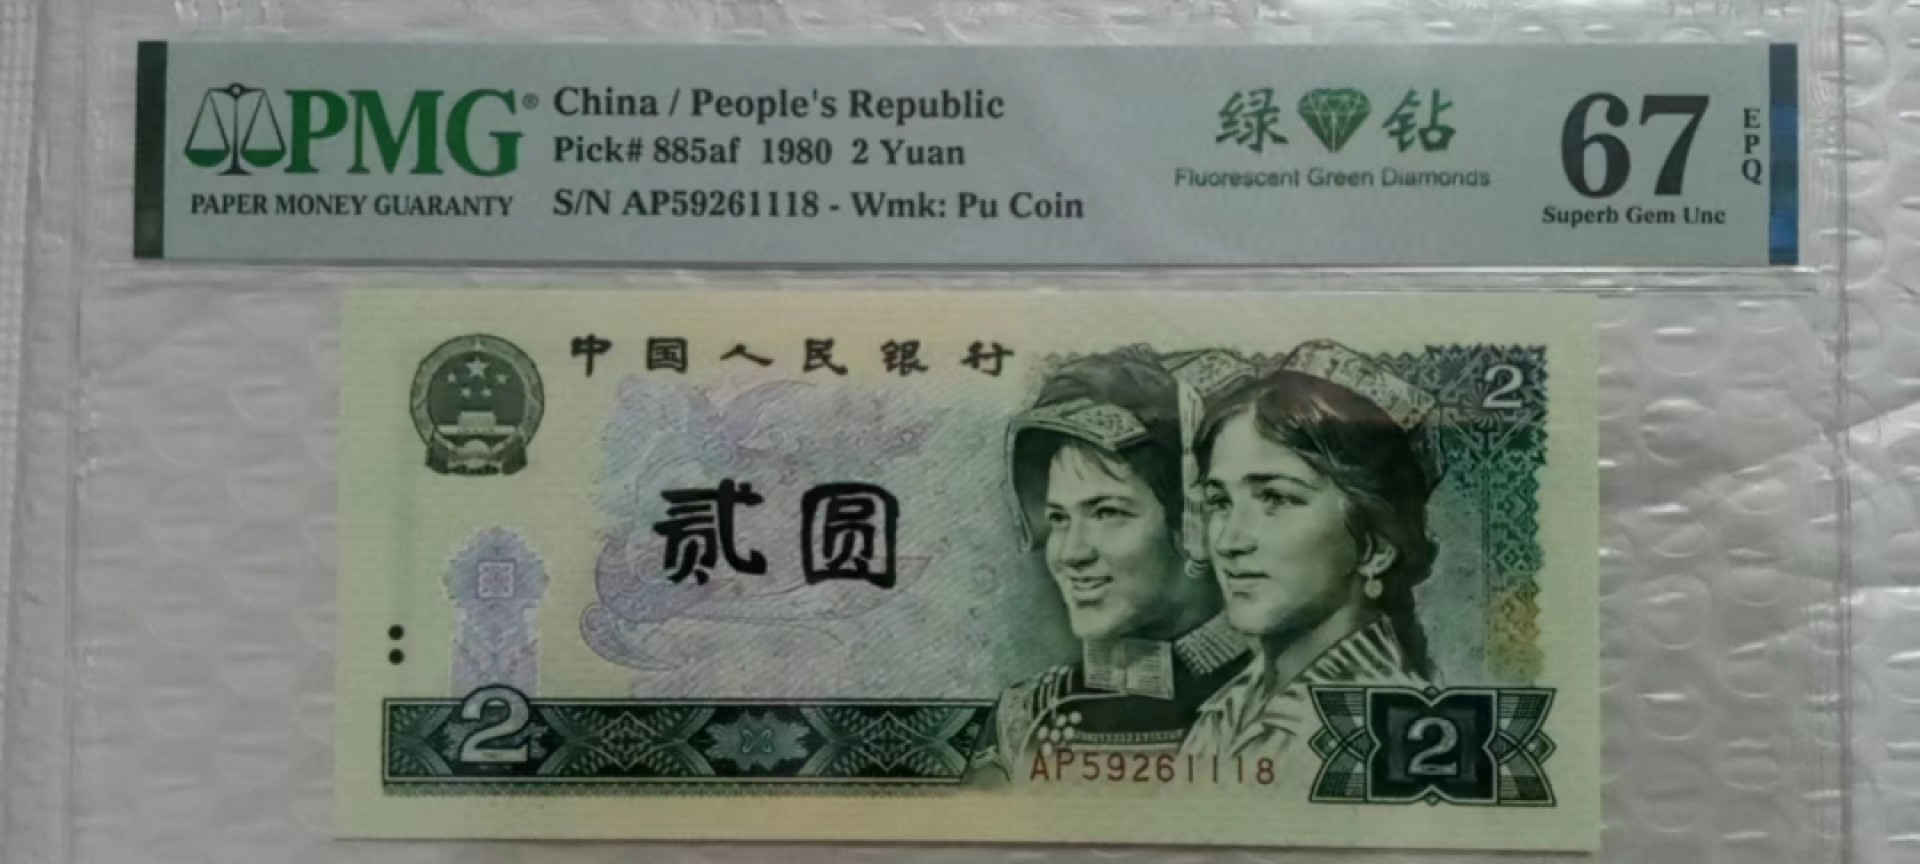 PMG®
PAPER MONEY GUARANTY
China / People's Republic
Pick# 885af 1980 2 Yuan
S/N AP59261118 - Wmk: Pu Coin
绿钻
Fluorescent Green Diamonds
67
Superb Gem Unc
EPQ
中国人民银行
2
贰圆
2
AP59261118
2